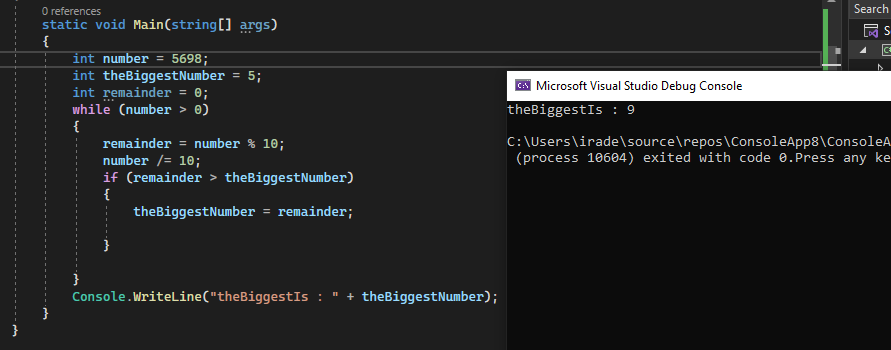 0 references
static void Main(string[] args)
{
int number = 5698;
int theBiggestNumber = 5;
int remainder = 0;
while (number > 0)
{
remainder = number % 10;
number /= 10;
if (remainder > theBiggestNumber)
{
theBiggestNumber = remainder;
}
}
Console.WriteLine("theBiggestIs : " + theBiggestNumber);
}
}
Microsoft Visual Studio Debug Console
theBiggestIs : 9
C:\Users\irade\source\repos\ConsoleApp8\ConsoleA
(process 10604) exited with code 0.Press any ke
Search